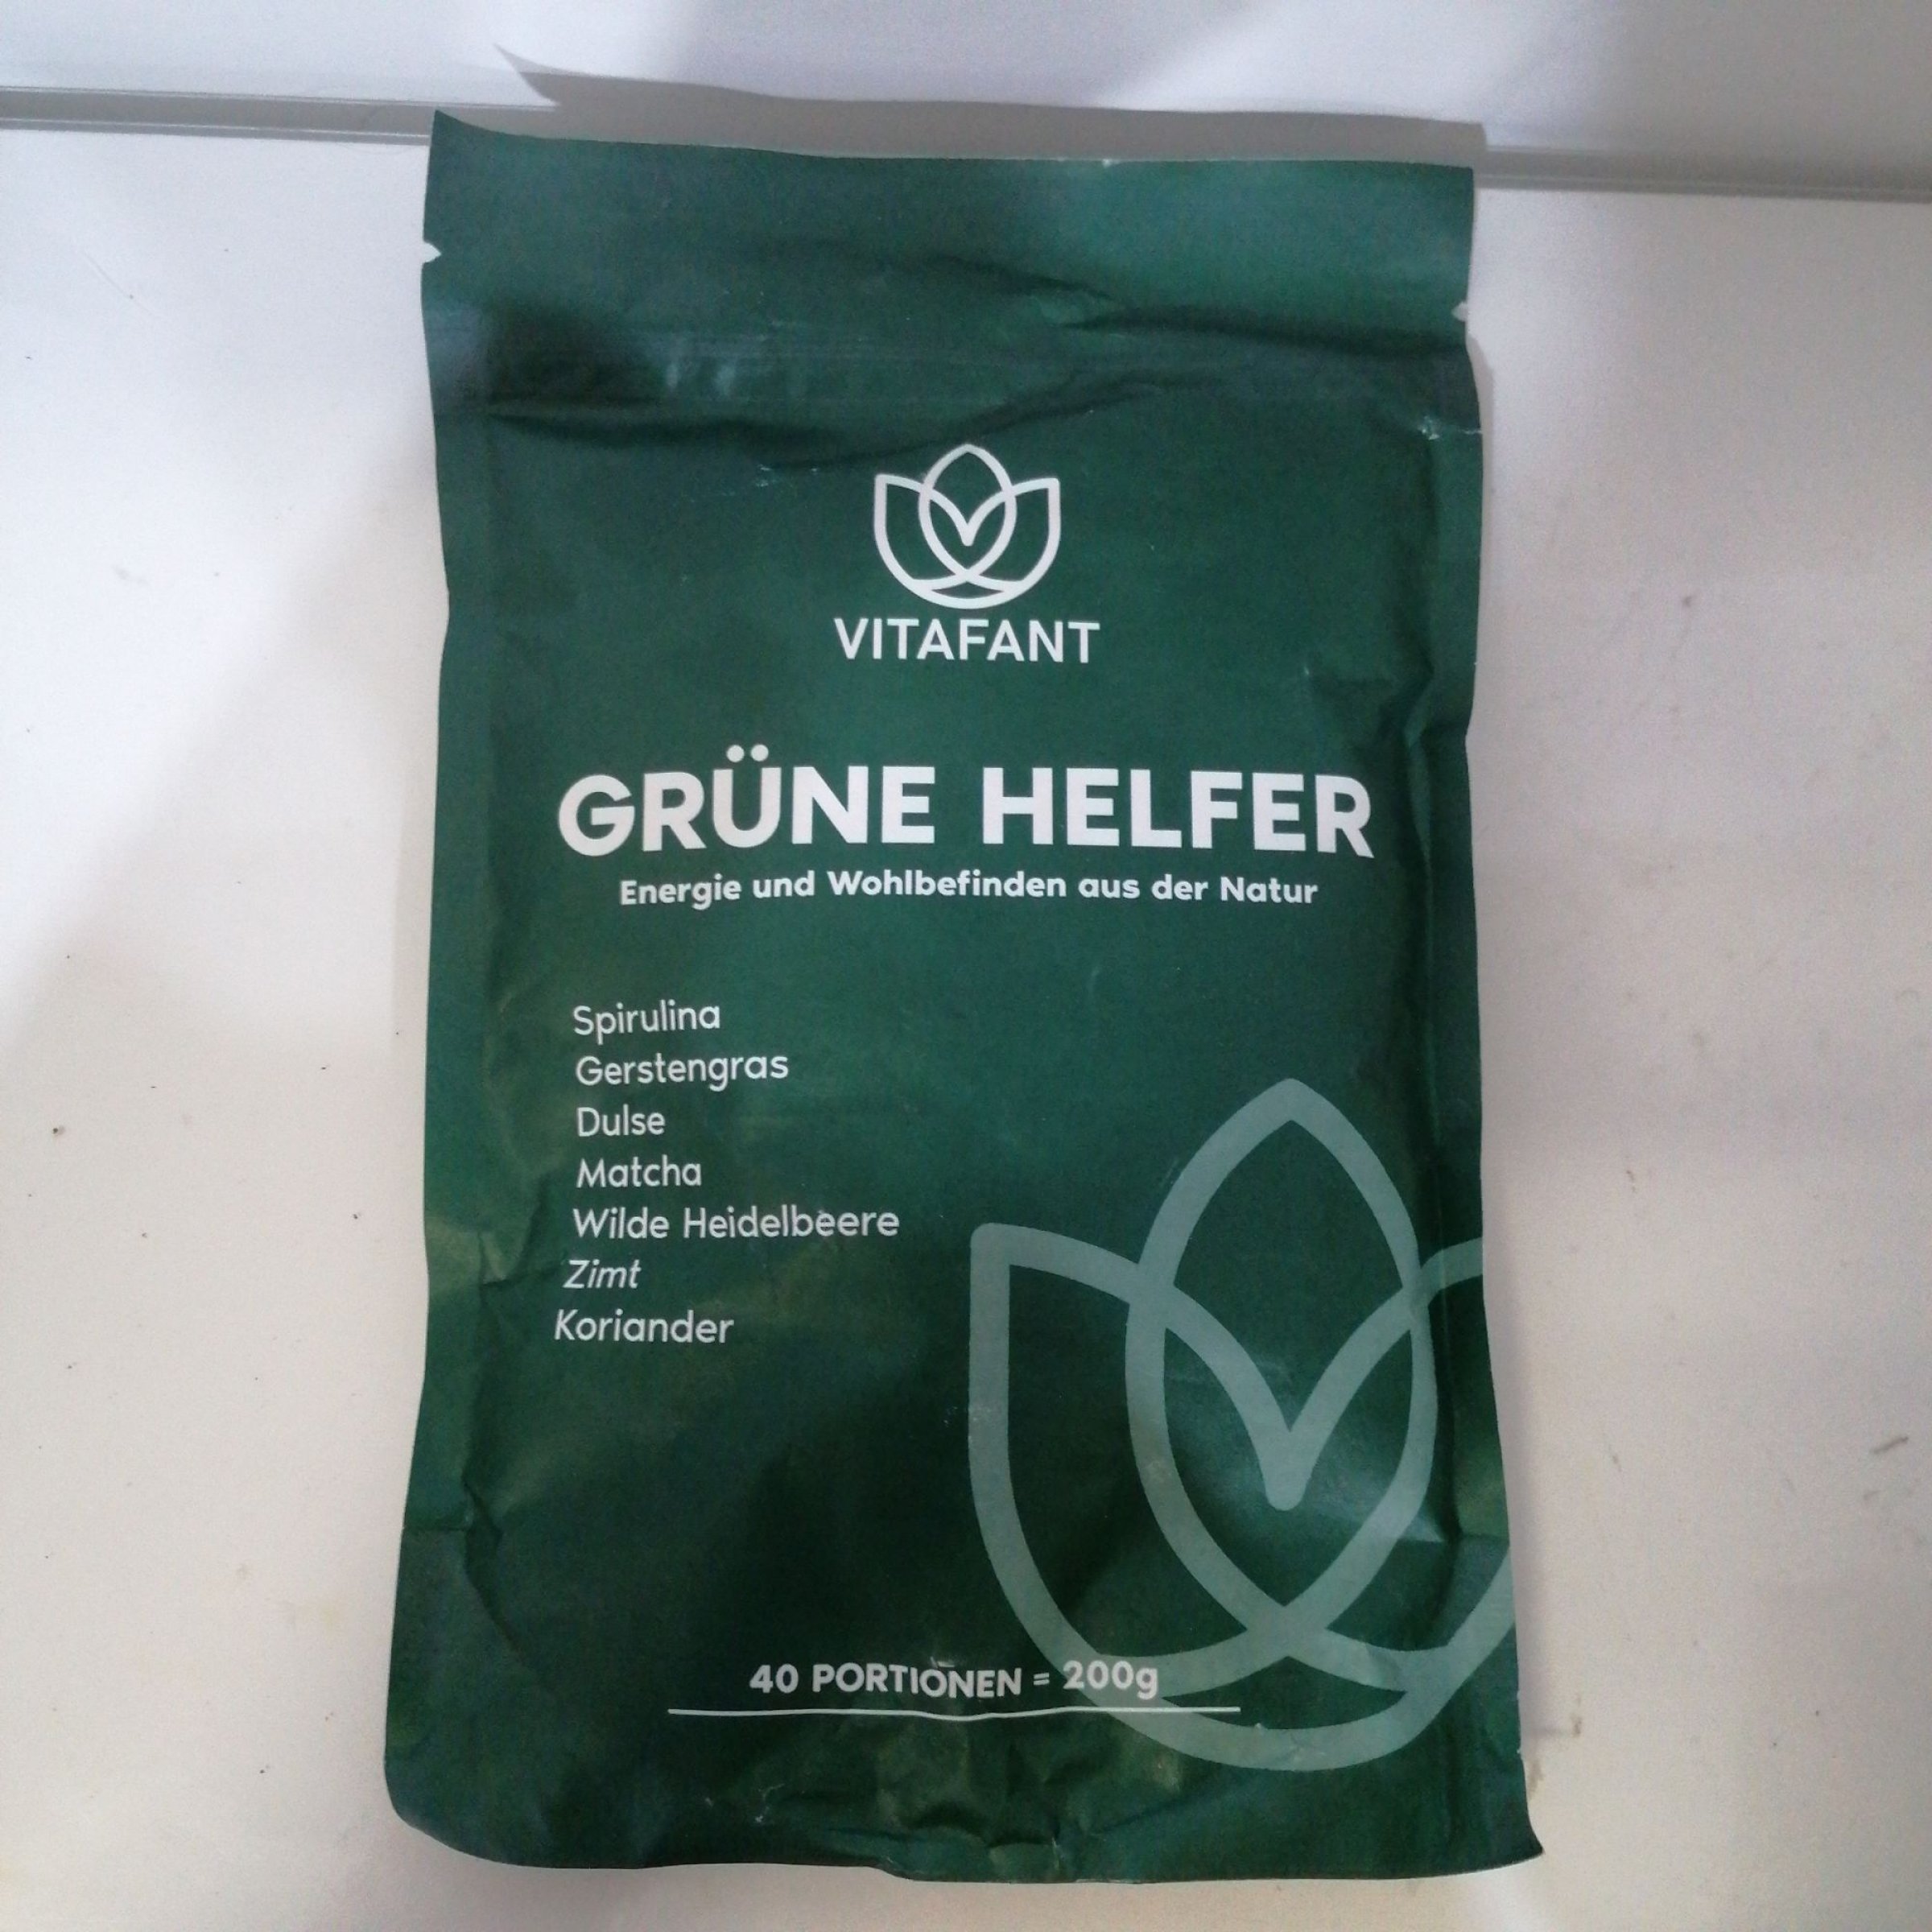 VITAFANT
GRÜNE HELFER
Energie und Wohlbefinden aus der Natur
Spirulina
Gerstengras
Dulse
Matcha
Wilde Heidelbeere
Zimt
Koriander
40 PORTIONEN = 200g